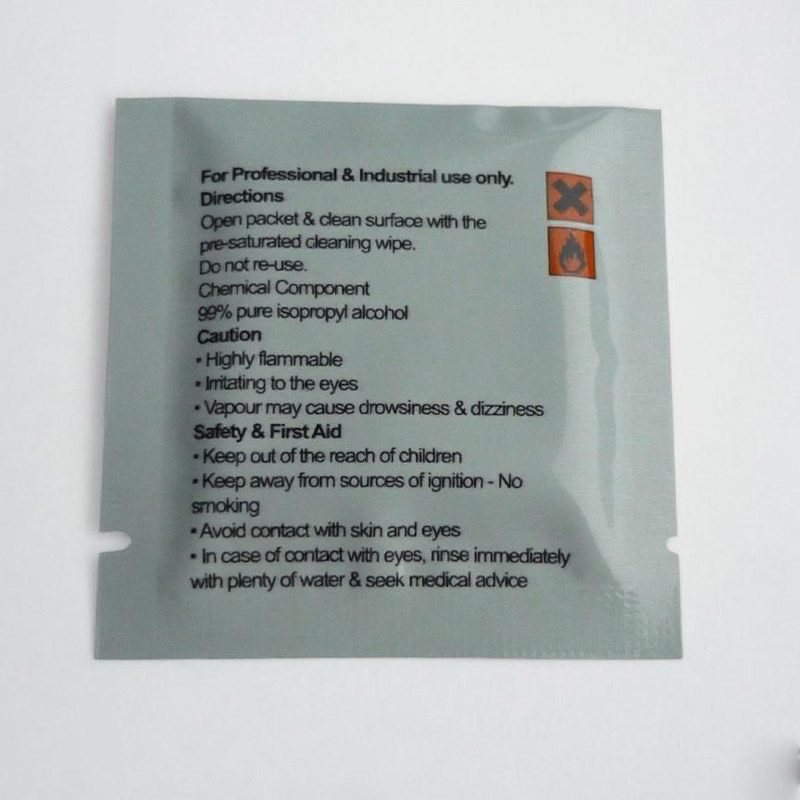 For Professional & Industrial use only.
Directions
Open packet & clean surface with the
pre-saturated cleaning wipe.
Do not re-use.
Chemical Component
99% pure isopropyl alcohol
Caution
• Highly flammable
• Irritating to the eyes
• Vapour may cause drowsiness & dizziness
Safety & First Aid
• Keep out of the reach of children
• Keep away from sources of ignition - No
smoking
• Avoid contact with skin and eyes
• In case of contact with eyes, rinse immediately
with plenty of water & seek medical advice